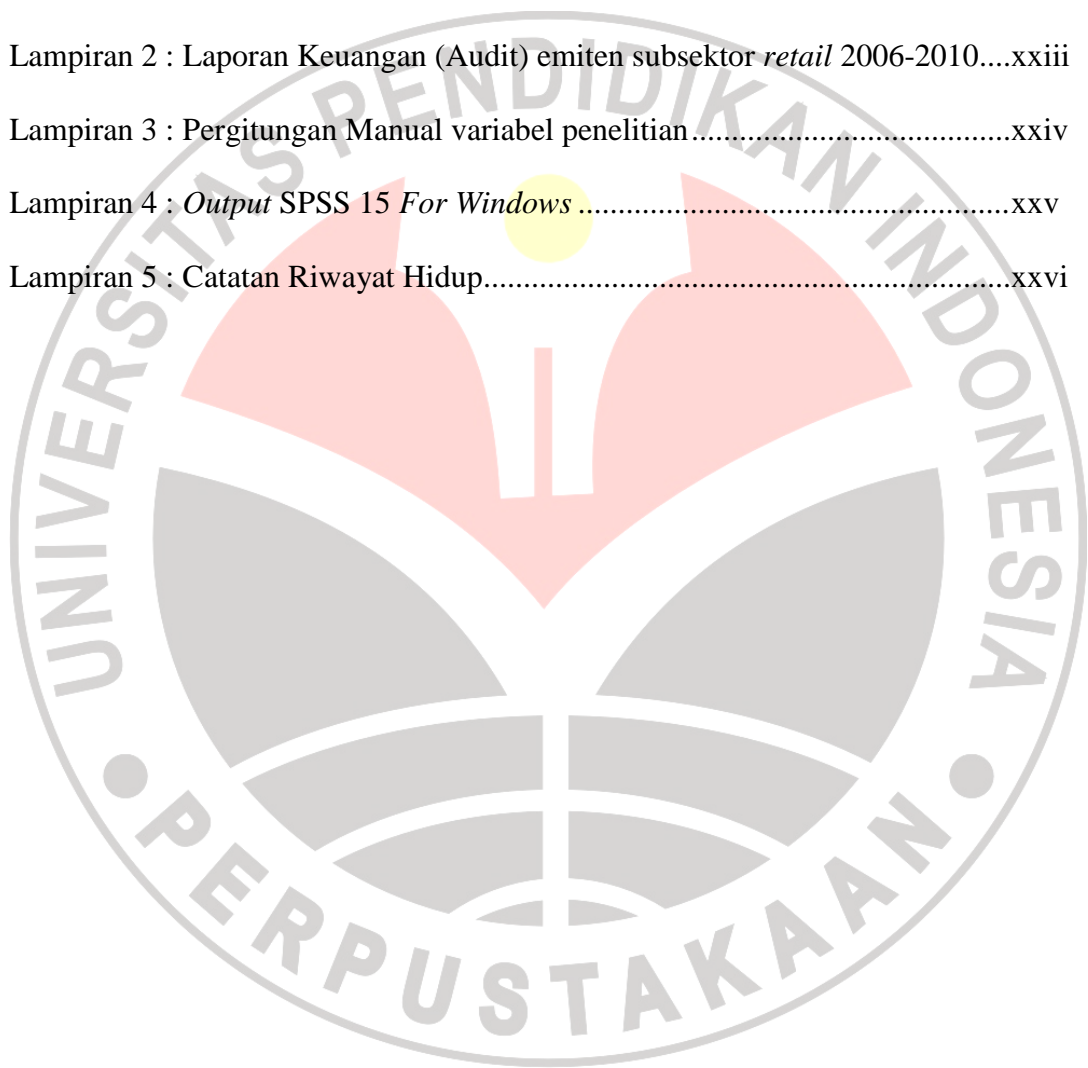 Lampiran 2 : Laporan Keuangan (Audit) emiten subsektor retail 2006-2010....xxiii
Lampiran 3 : Pergitungan Manual variabel penelitian........................................xxiv
Lampiran 4 : Output SPSS 15 For Windows.......................................................xxv
Lampiran 5 : Catatan Riwayat Hidup...................................................................xxvi
UNIVERSITAS PENDIDIKAN INDONESIA
PERPUSTAKAAN